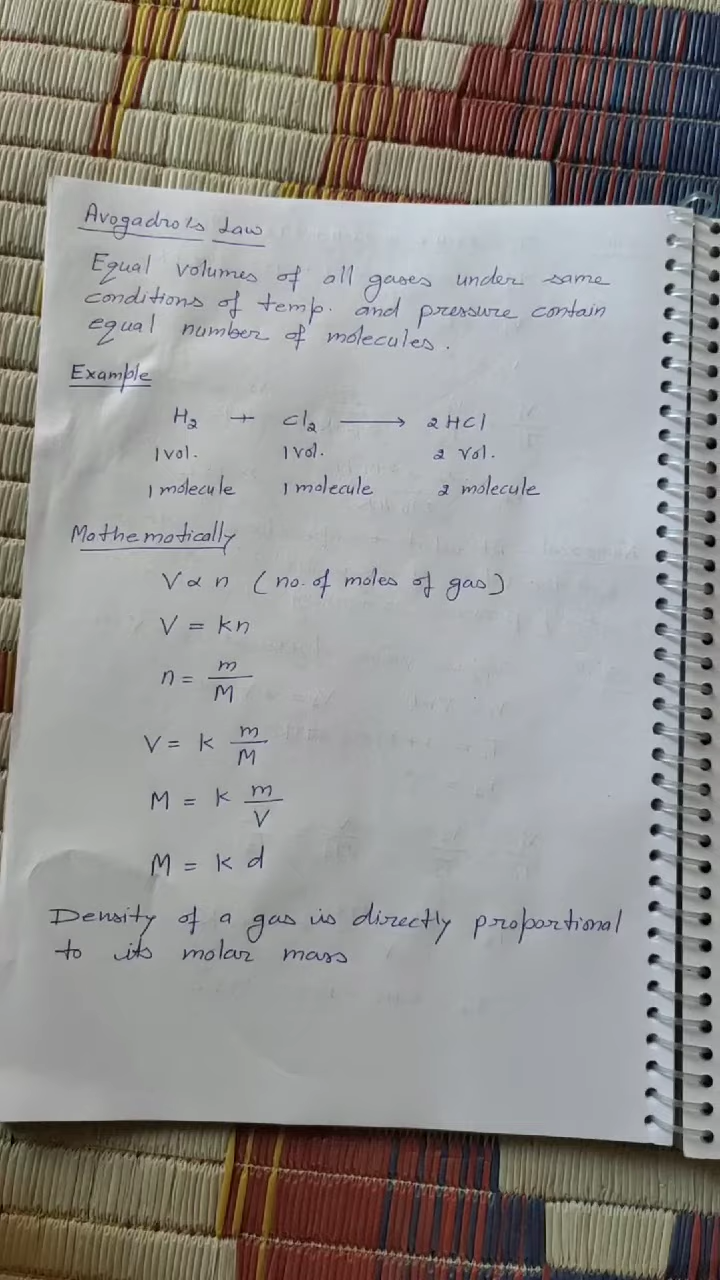 Avogadro's Law
Equal volumes of all gases under same
conditions of temp. and pressure contain
equal number of molecules.
Example
H₂ + Cl₂ ⟶ 2HCl
1 vol. 1 vol. 2 vol.
1 molecule 1 molecule 2 molecule
Mathematically
V ∝ n (no. of moles of gas)
V = kn
n = m/M
V = k m/M
M = k m/V
M = k d
Density of a gas is directly proportional
to its molar mass